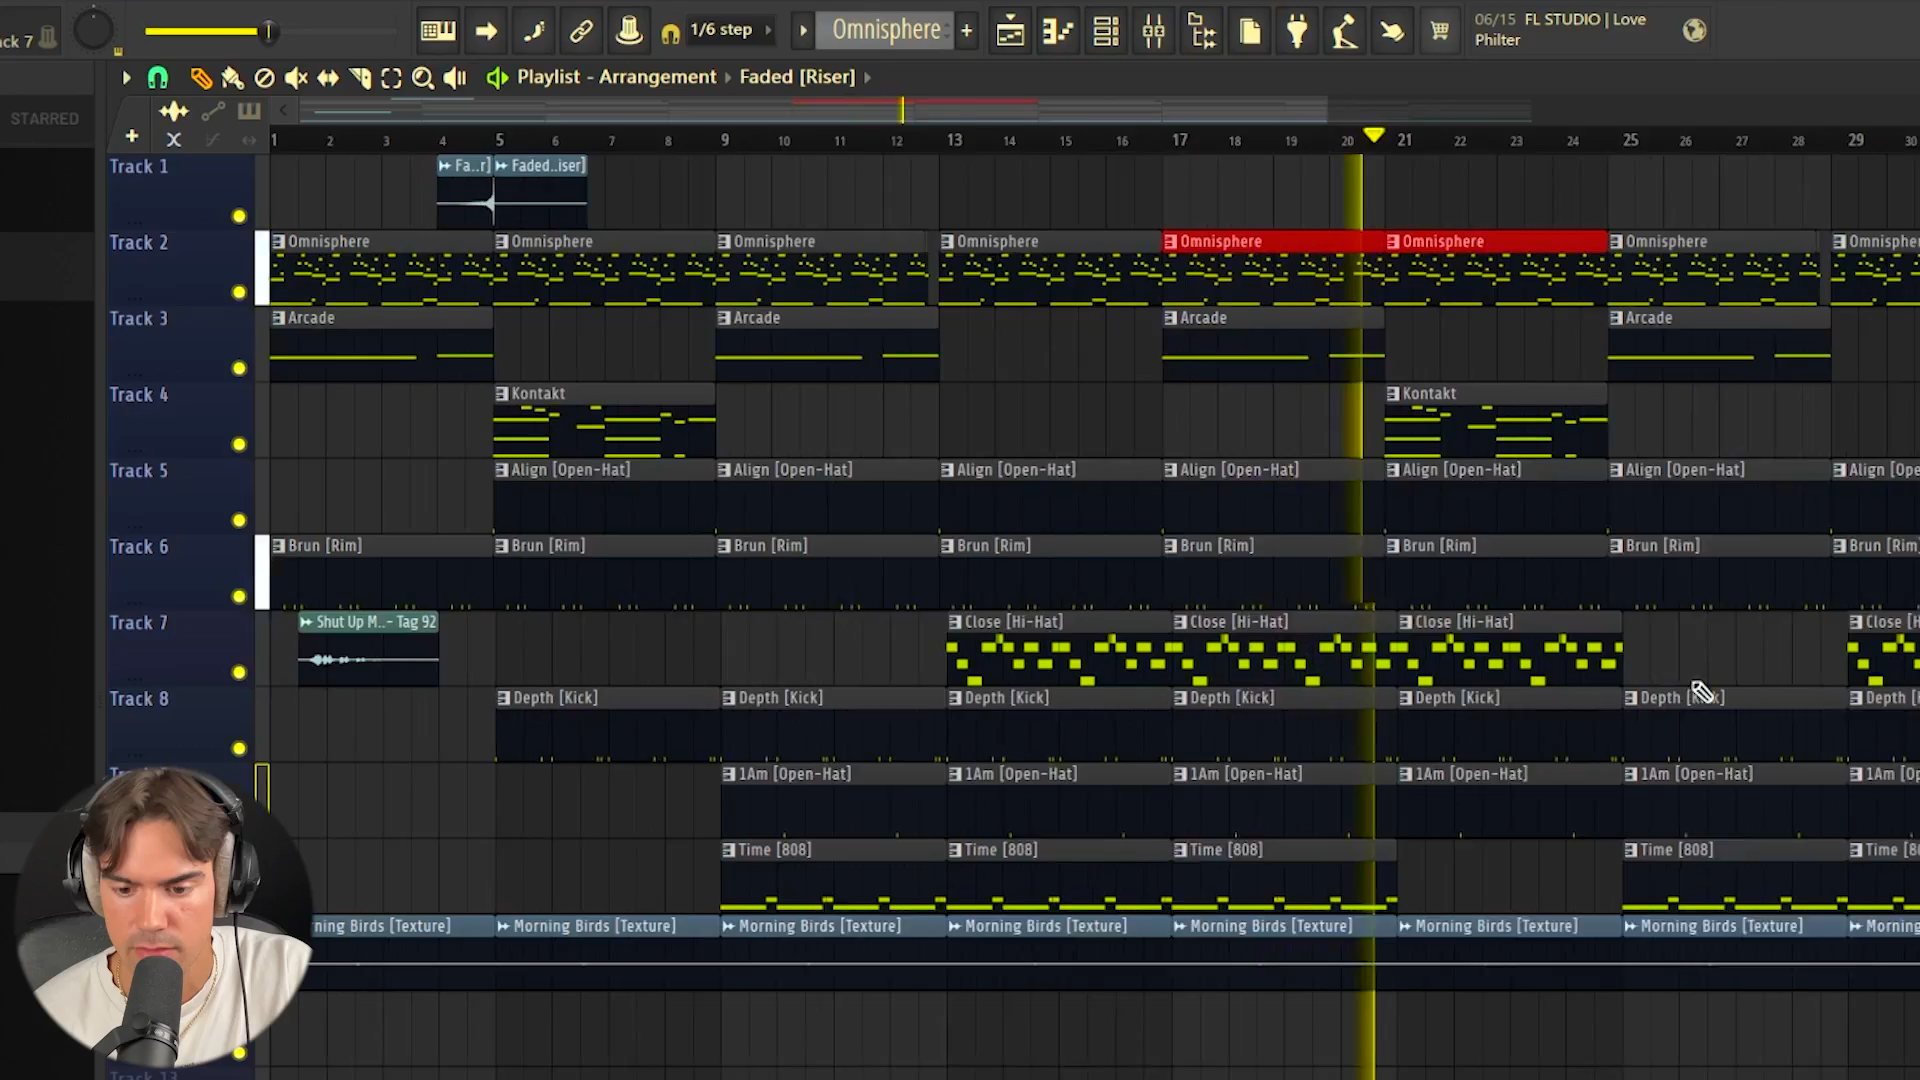 ck 7
1/6 step
Omnisphere
06/15 FL STUDIO | Love
Philter
Playlist - Arrangement Faded [Riser]
STARRED
1 2 3 4 5 6 7 8 9 10 11 12 13 14 15 16 17 18 19 20 21 22 23 24 25 26 27 28 29 30
Track 1
Fa..r] Faded..iser]
Track 2
Omnisphere Omnisphere Omnisphere Omnisphere Omnisphere Omnisphere Omnisphere Omnispher
Track 3
Arcade Arcade Arcade Arcade
Track 4
Kontakt Kontakt
Track 5
Align [Open-Hat] Align [Open-Hat] Align [Open-Hat] Align [Open-Hat] Align [Open-Hat] Align [Open-Hat] Align [Ope
Track 6
Brun [Rim] Brun [Rim] Brun [Rim] Brun [Rim] Brun [Rim] Brun [Rim] Brun [Rim] Brun [Rim
Track 7
Shut Up M..- Tag 92 Close [Hi-Hat] Close [Hi-Hat] Close [Hi-Hat] Close [H
Track 8
Depth [Kick] Depth [Kick] Depth [Kick] Depth [Kick] Depth [Kick] Depth [Kick] Depth [
1Am [Open-Hat] 1Am [Open-Hat] 1Am [Open-Hat] 1Am [Open-Hat] 1Am [Open-Hat] 1Am [Op
Time [808] Time [808] Time [808] Time [808] Time [8
rning Birds [Texture] Morning Birds [Texture] Morning Birds [Texture] Morning Birds [Texture] Morning Birds [Texture] Morning Birds [Texture] Morning Birds [Texture] Morning
Track 13